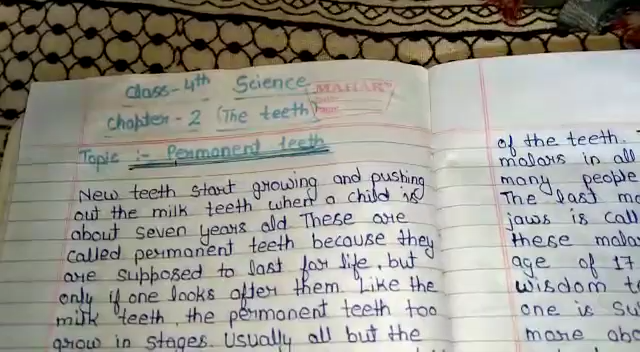 Class-4th Science
MAHAR
Chapter - 2 (The teeth)
Topic :- Permanent teeth
New teeth start growing and pushing
out the milk teeth when a child is
about seven years old These are
called permanent teeth because they
are supposed to last for life, but
only if one looks after them. Like the
milk teeth, the permanent teeth too
grow in stages. Usually all but the
of the teeth.
molars in all
many people
The last mo
jaws is call
these mola
age of 17
wisdom t
one is su
more abo